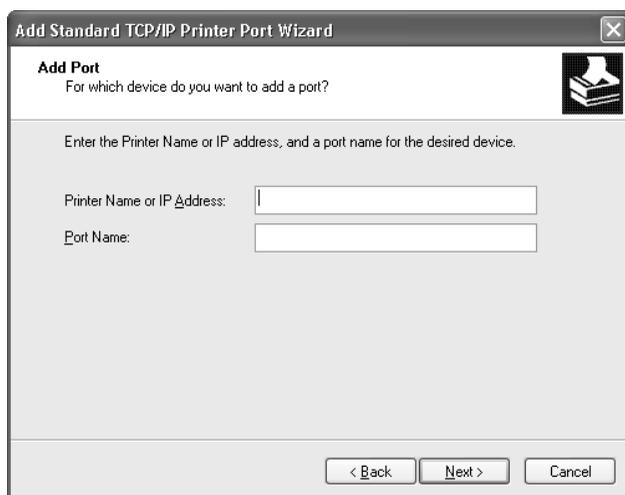 Add Standard TCP/IP Printer Port Wizard
Add Port
For which device do you want to add a port?
Enter the Printer Name or IP address, and a port name for the desired device.
Printer Name or IP Address:
Port Name:
< Back Next > Cancel